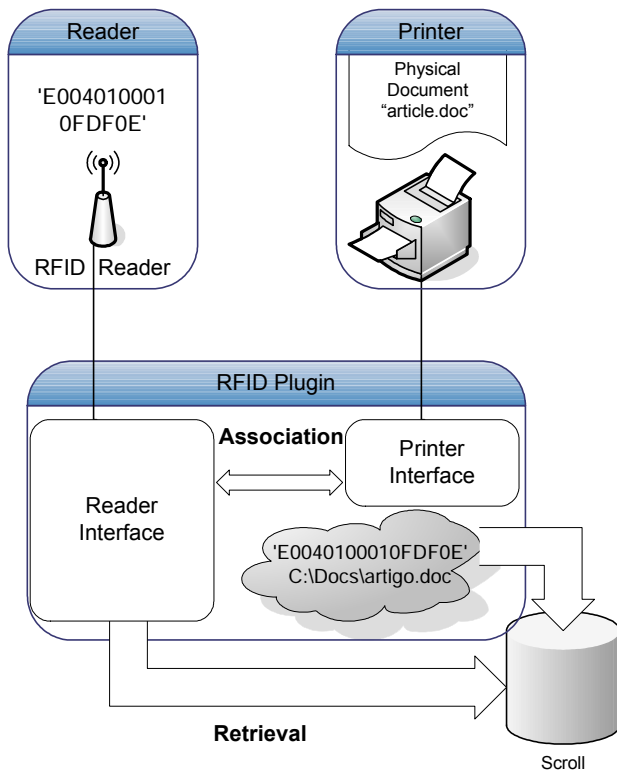 Reader
'E004010001
0FDF0E'
RFID Reader
Printer
Physical
Document
“article.doc”
RFID Plugin
Reader
Interface
Association
Printer
Interface
'E0040100010FDF0E'
C:\Docs\artigo.doc
Retrieval
Scroll